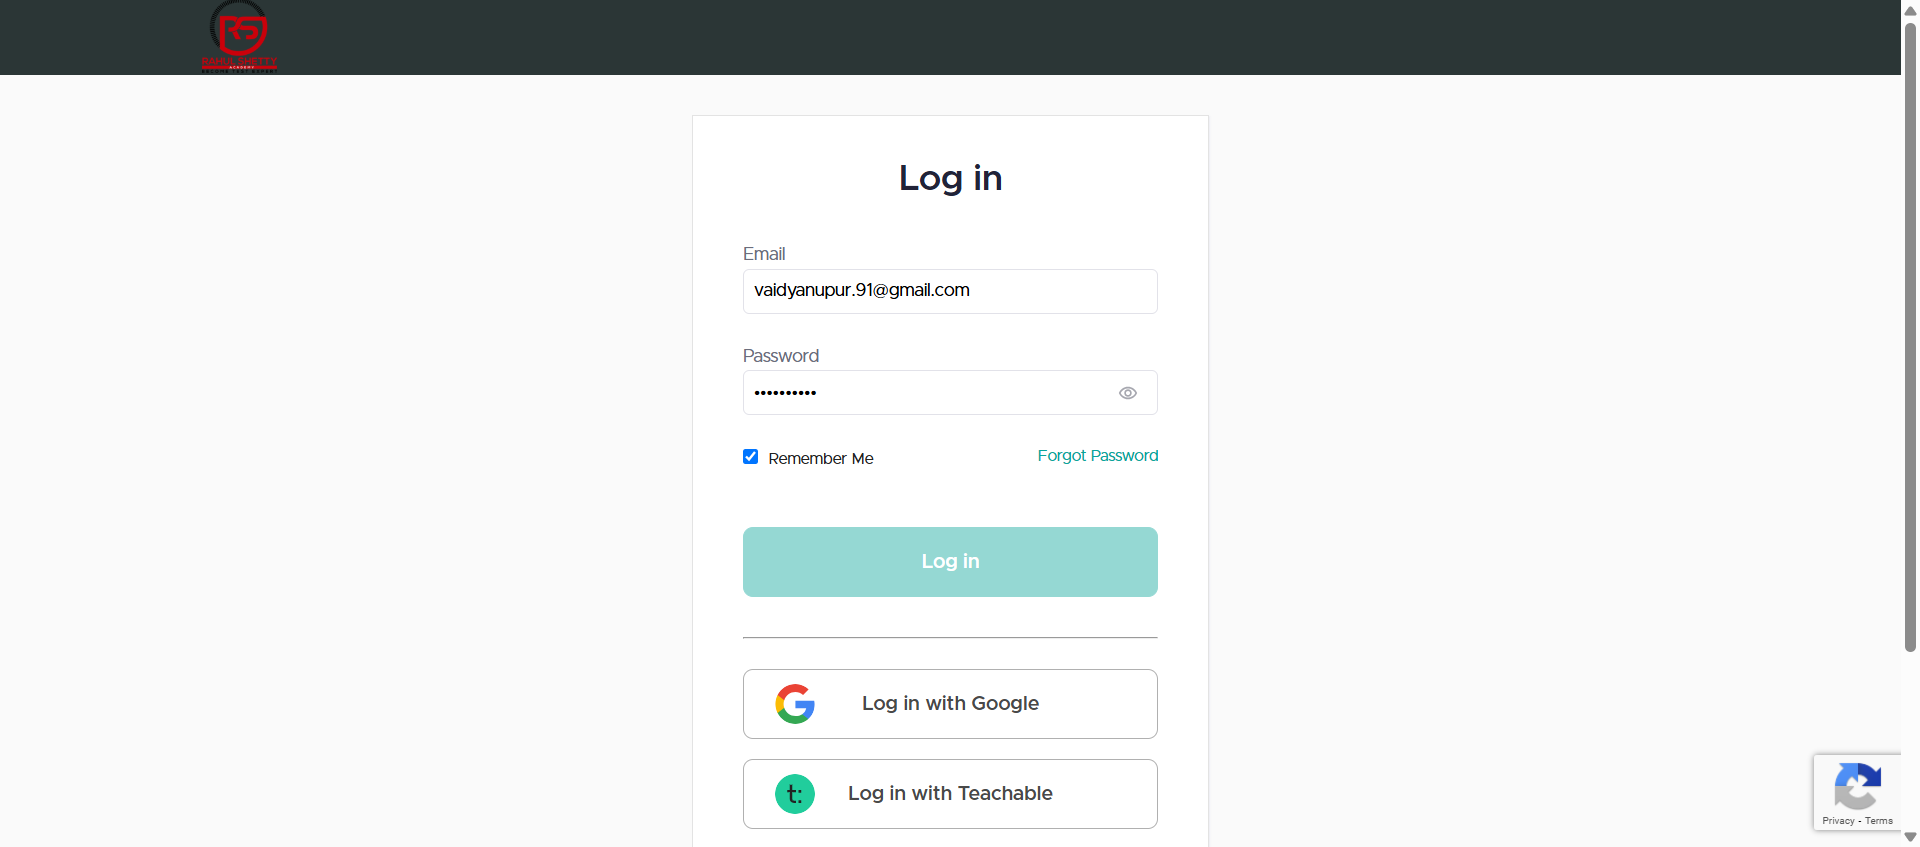 RS
RAHUL SHETTY
ACADEMY
Log in
Email
vaidyanupur.91@gmail.com
Password
••••••••••
Remember Me
Forgot Password
Log in
Log in with Google
t:
Log in with Teachable
Privacy - Terms